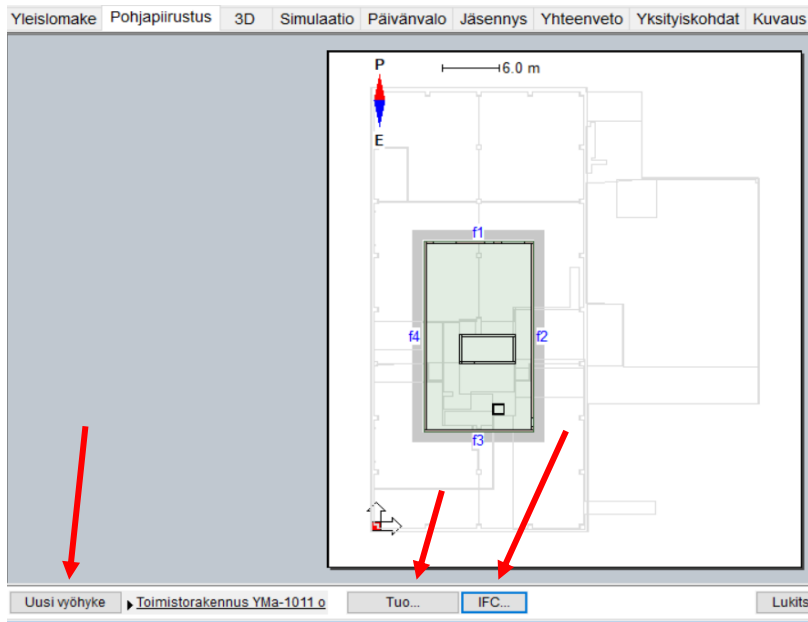 Yleislomake Pohjapiirustus 3D Simulaatio Päivänvalo Jäsennys Yhteenveto Yksityiskohdat Kuvaus
P
6.0 m
E
f1
f4
f2
f3
Uusi vyöhyke Toimistorakennus YMa-1011 o Tuo... IFC... Lukits